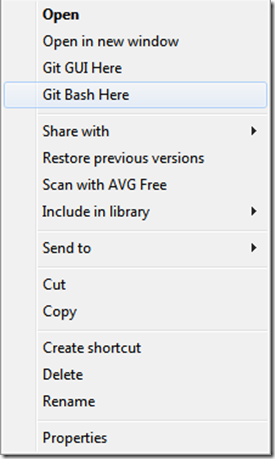 Open
Open in new window
Git GUI Here
Git Bash Here
Share with
Restore previous versions
Scan with AVG Free
Include in library
Send to
Cut
Copy
Create shortcut
Delete
Rename
Properties